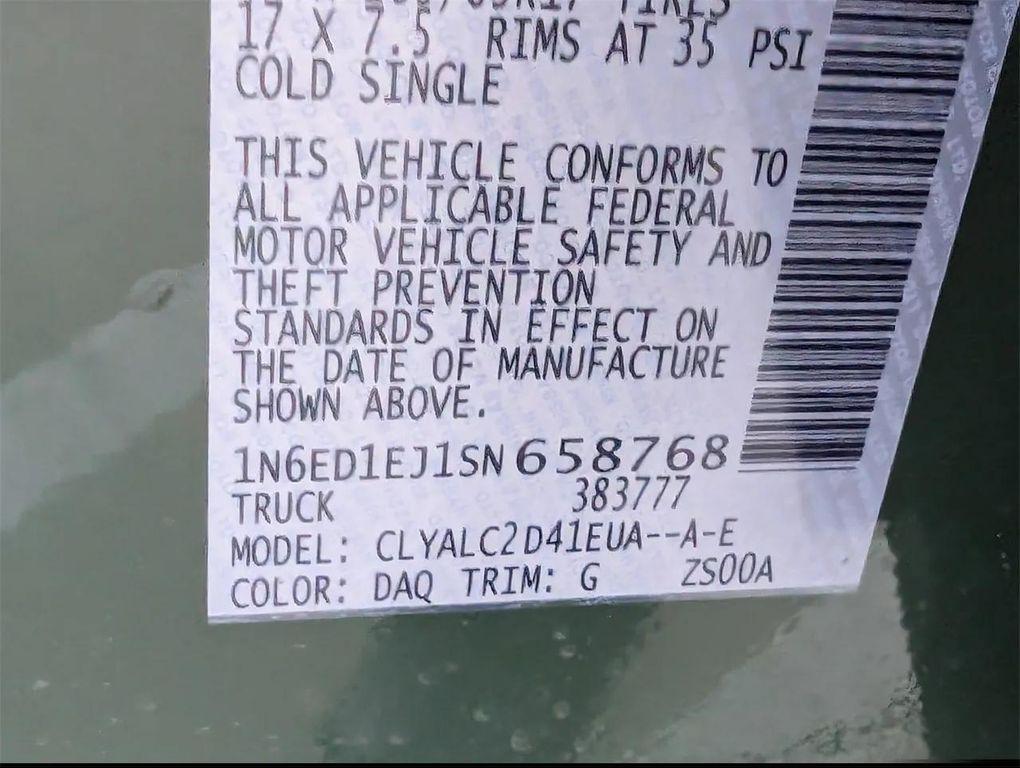 TIRES
17 X 7.5 RIMS AT 35 PSI
COLD SINGLE
THIS VEHICLE CONFORMS TO
ALL APPLICABLE FEDERAL
MOTOR VEHICLE SAFETY AND
THEFT PREVENTION
STANDARDS IN EFFECT ON
THE DATE OF MANUFACTURE
SHOWN ABOVE.
1N6ED1EJ1SN658768
TRUCK 383777
MODEL: CLYALC2D41EUA--A-E
COLOR: DAQ TRIM: G ZS00A